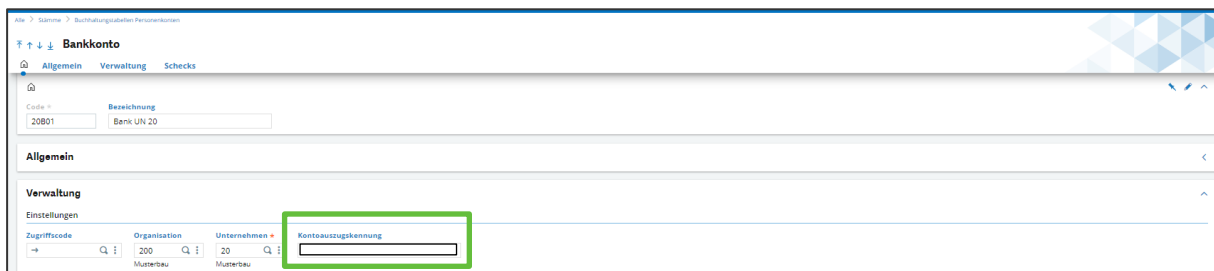 Alle > Stämme > Buchhaltungstabellen Personenkonten
Bankkonto
Allgemein Verwaltung Schecks
Code * Bezeichnung
20B01 Bank UN 20
Allgemein
Verwaltung
Einstellungen
Zugriffscode Organisation Unternehmen * Kontoauszugskennung
200 20
Musterbau Musterbau